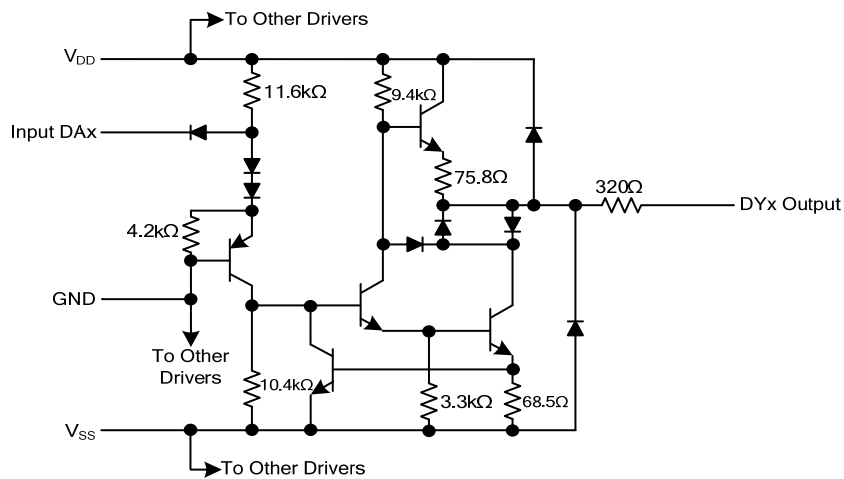 To Other Drivers
VDD
11.6kΩ
9.4kΩ
Input DAx
75.8Ω
320Ω
DYx Output
4.2kΩ
GND
To Other
Drivers
10.4kΩ
3.3kΩ
68.5Ω
VSS
To Other Drivers